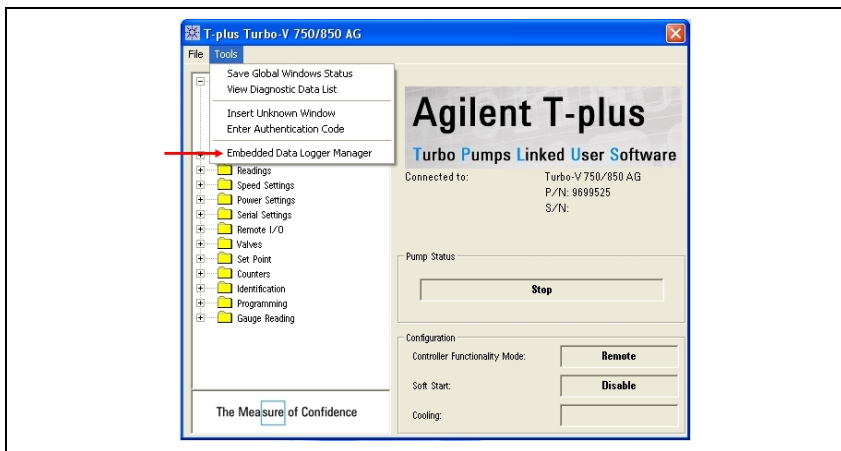 T-plus Turbo-V 750/850 AG
File Tools
Save Global Windows Status
View Diagnostic Data List
Insert Unknown Window
Enter Authentication Code
Embedded Data Logger Manager
Readings
Speed Settings
Power Settings
Serial Settings
Remote I/O
Valves
Set Point
Counters
Identification
Programming
Gauge Reading
The Measure of Confidence
Agilent T-plus
Turbo Pumps Linked User Software
Connected to: Turbo-V 750/850 AG
P/N: 9699525
S/N:
Pump Status
Stop
Configuration
Controller Functionality Mode: Remote
Soft Start: Disable
Cooling: